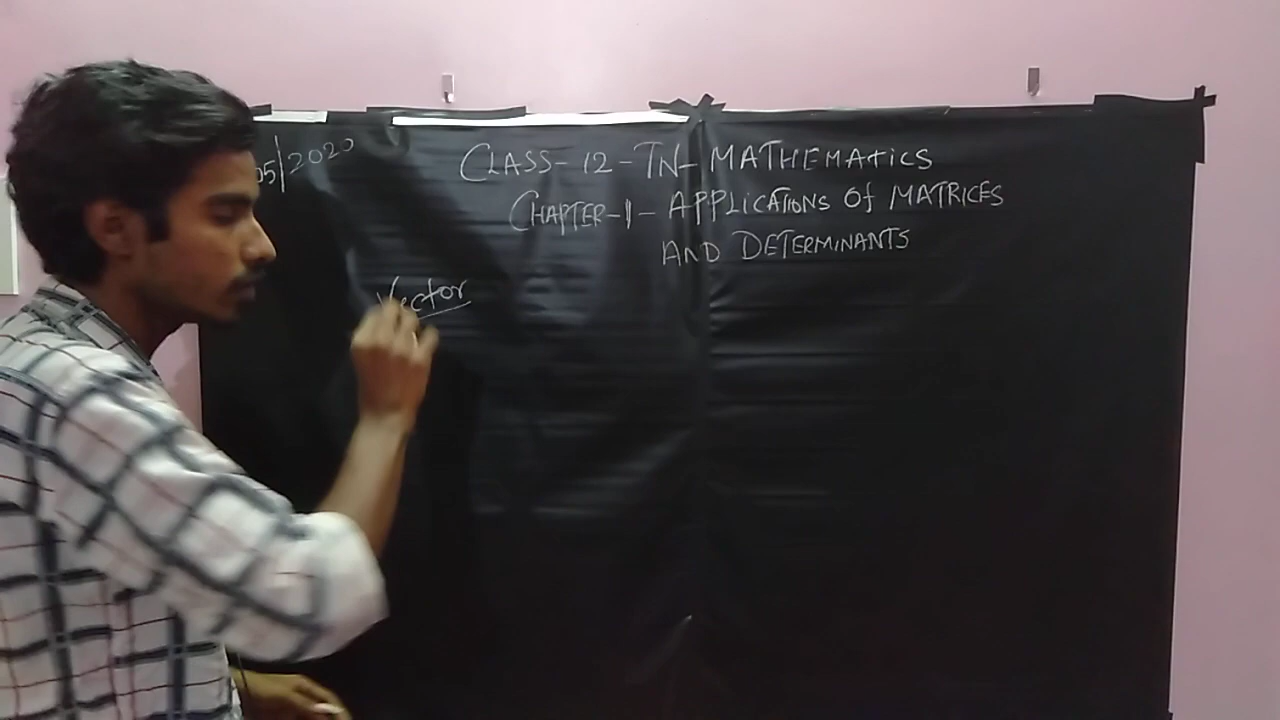 05/2020
CLASS-12-TN-MATHEMATICS
CHAPTER-1-APPLICATIONS Of MATRICES
AND DETERMINANTS
Vector